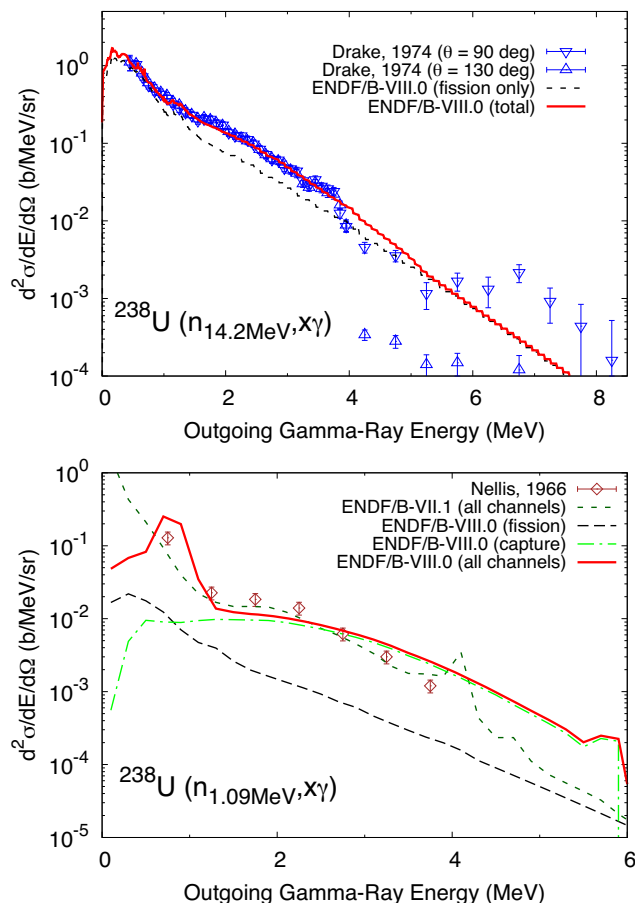 Drake, 1974 (θ = 90 deg)
Drake, 1974 (θ = 130 deg)
ENDF/B-VIII.0 (fission only)
ENDF/B-VIII.0 (total)
10⁰
10⁻¹
10⁻²
10⁻³
10⁻⁴
d²σ/dE/dΩ (b/MeV/sr)
²³⁸U (n₁₄.₂MeV,xγ)
0 2 4 6 8
Outgoing Gamma-Ray Energy (MeV)
Nellis, 1966
ENDF/B-VII.1 (all channels)
ENDF/B-VIII.0 (fission)
ENDF/B-VIII.0 (capture)
ENDF/B-VIII.0 (all channels)
10⁰
10⁻¹
10⁻²
10⁻³
10⁻⁴
10⁻⁵
d²σ/dE/dΩ (b/MeV/sr)
²³⁸U (n₁.₀₉MeV,xγ)
0 2 4 6
Outgoing Gamma-Ray Energy (MeV)